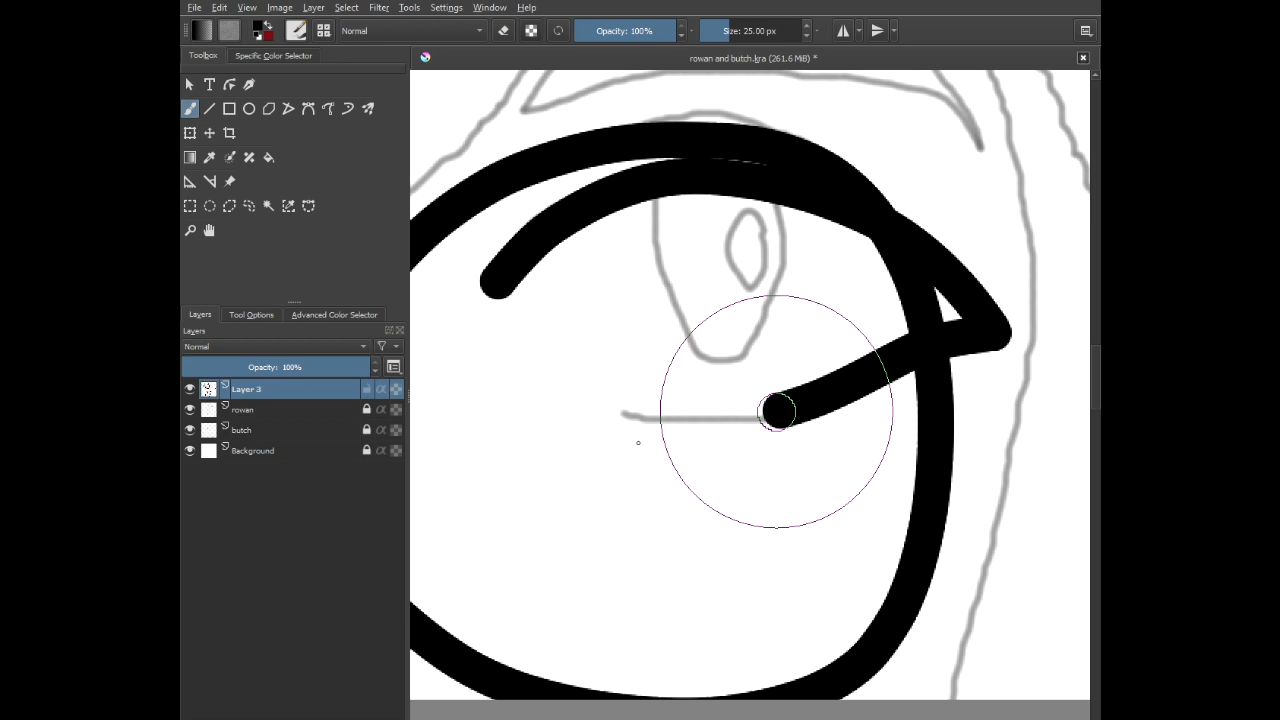 File Edit View Image Layer Select Filter Tools Settings Window Help
Normal Opacity: 100% Size: 25.00 px
Toolbox Specific Color Selector
rowan and butch.kra (261.6 MiB) *
Layers Tool Options Advanced Color Selector
Layers
Normal
Opacity: 100%
Layer 3
rowan
butch
Background